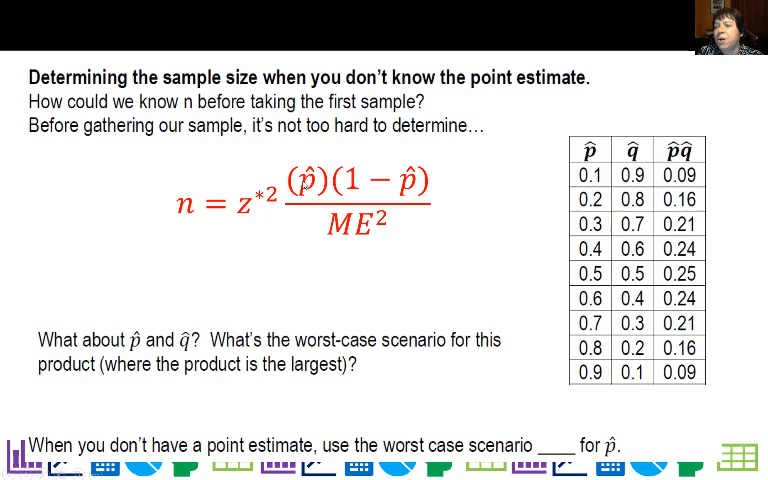 Determining the sample size when you don't know the point estimate.
How could we know n before taking the first sample?
Before gathering our sample, it's not too hard to determine…
n = z*² (p̂)(1 − p̂) / ME²
p̂ q̂ p̂q̂
0.1 0.9 0.09
0.2 0.8 0.16
0.3 0.7 0.21
0.4 0.6 0.24
0.5 0.5 0.25
0.6 0.4 0.24
0.7 0.3 0.21
0.8 0.2 0.16
0.9 0.1 0.09
What about p̂ and q̂? What's the worst-case scenario for this
product (where the product is the largest)?
When you don't have a point estimate, use the worst case scenario ____ for p̂.